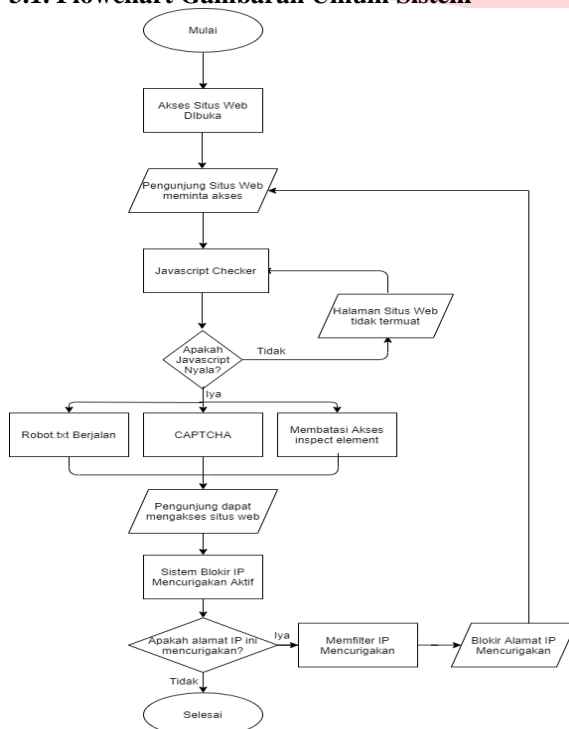 3.1. Flowchart Gambaran Umum Sistem
Mulai
Akses Situs Web
DIbuka
Pengunjung Situs Web
meminta akses
Javascript Checker
Halaman Situs Web
tidak termuat
Apakah
Javascript
Nyala?
Tidak
Iya
Robot.txt Berjalan
CAPTCHA
Membatasi Akses
inspect element
Pengunjung dapat
mengakses situs web
Sistem Blokir IP
Mencurigakan Aktif
Apakah alamat IP ini
mencurigakan?
Iya
Memfilter IP
Mencurigakan
Blokir Alamat IP
Mencurigakan
Tidak
Selesai